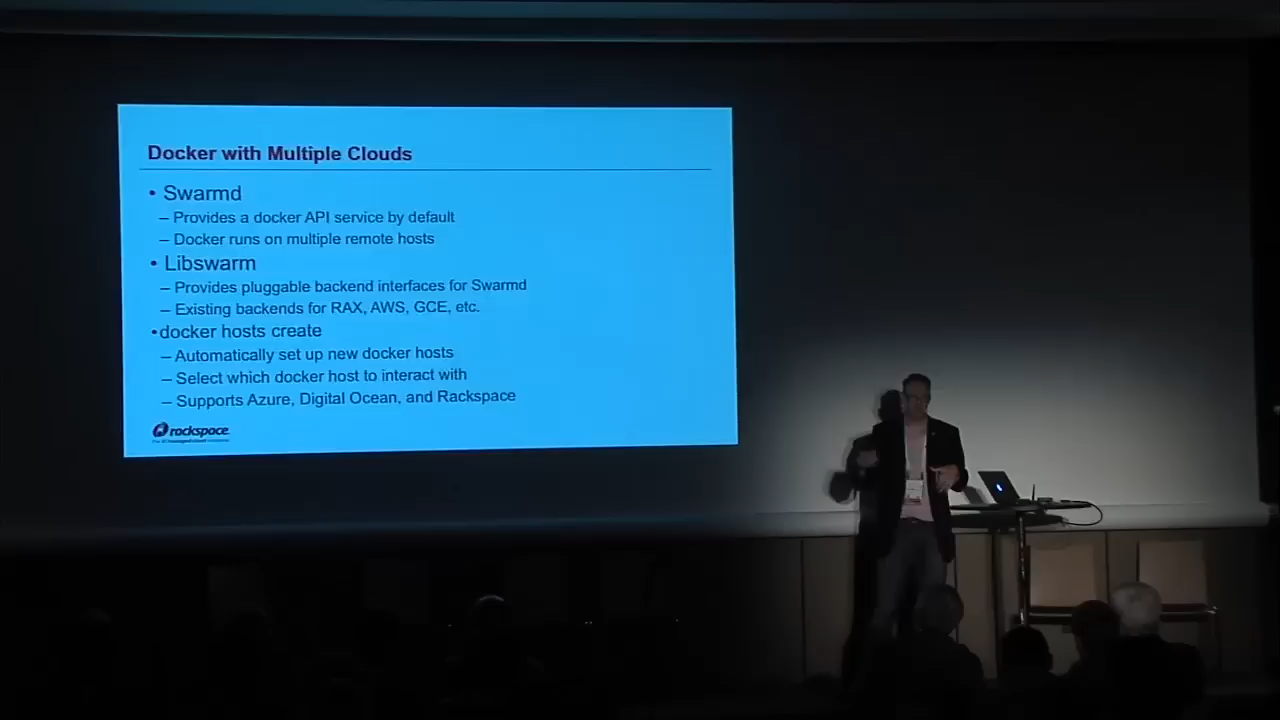 Docker with Multiple Clouds
• Swarmd
– Provides a docker API service by default
– Docker runs on multiple remote hosts
• Libswarm
– Provides pluggable backend interfaces for Swarmd
– Existing backends for RAX, AWS, GCE, etc.
• docker hosts create
– Automatically set up new docker hosts
– Select which docker host to interact with
– Supports Azure, Digital Ocean, and Rackspace
rackspace